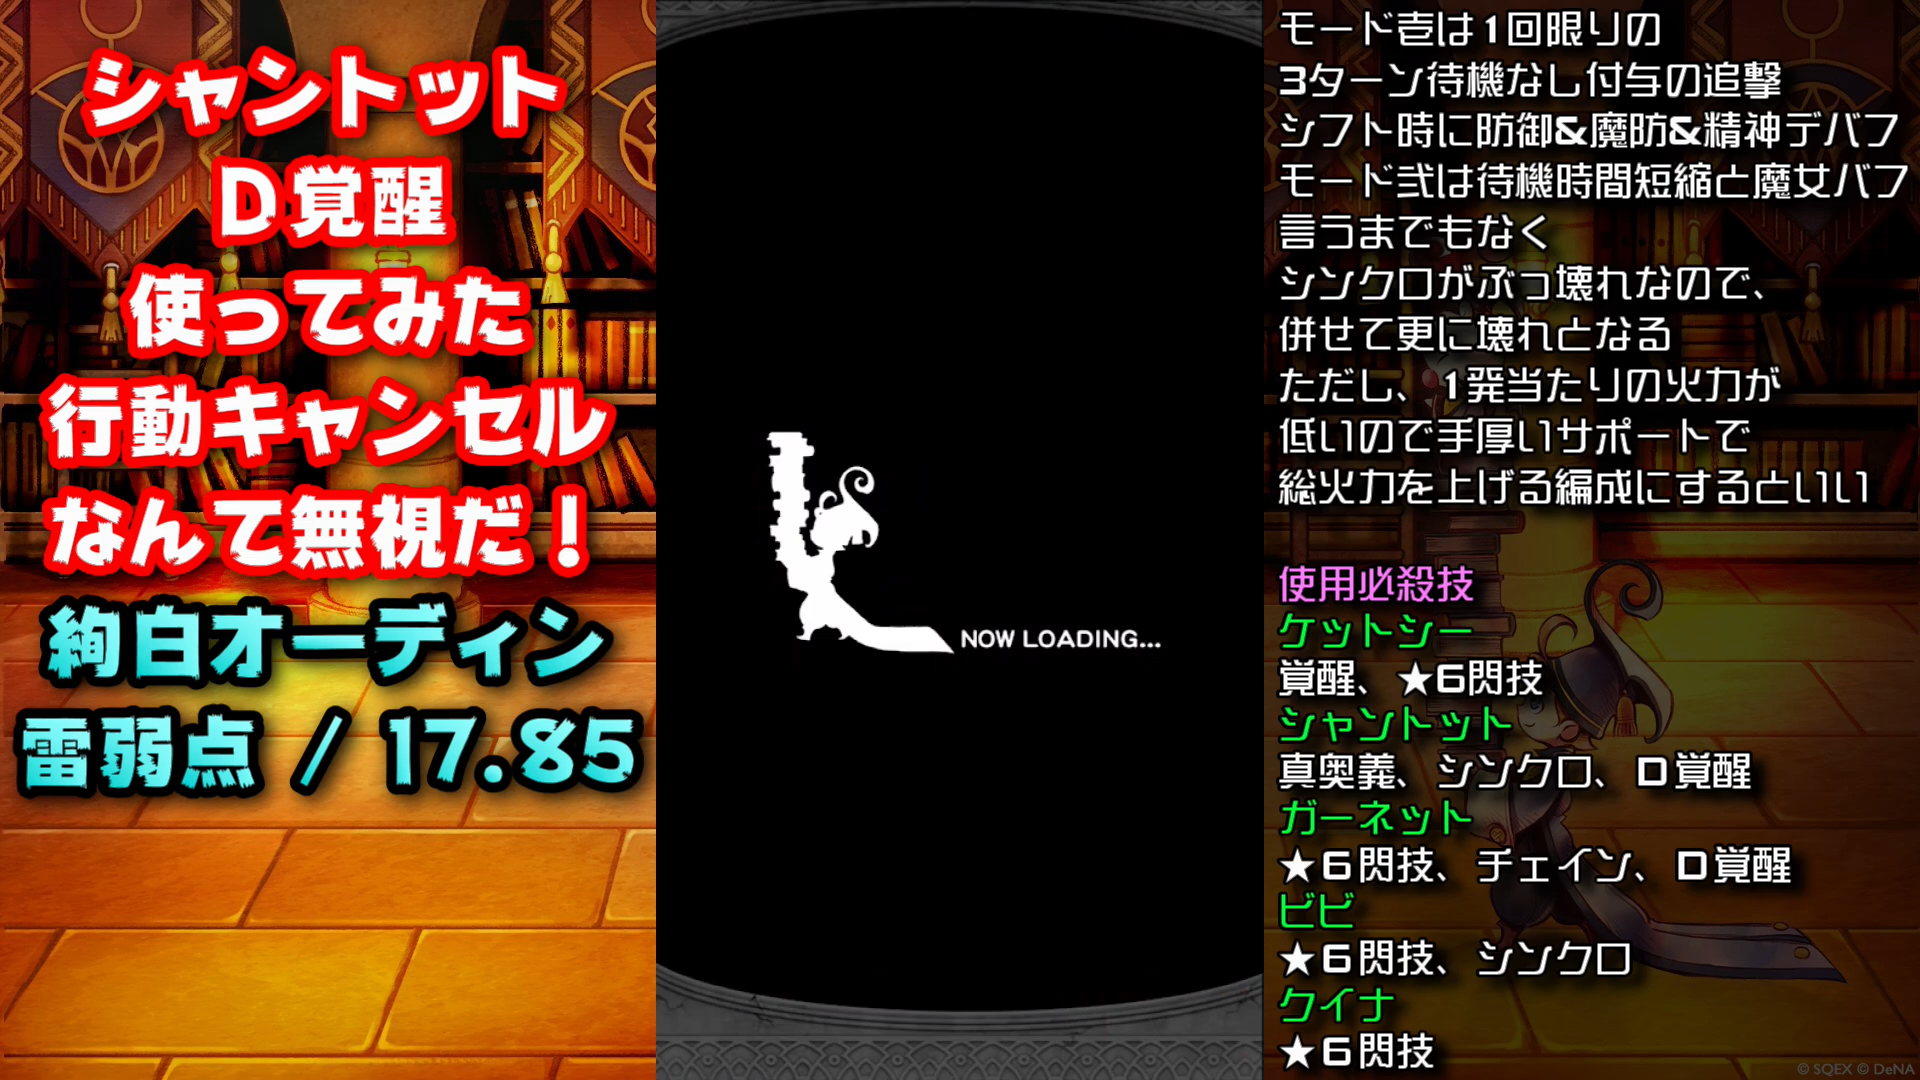 シャントット
D覚醒
使ってみた
行動キャンセル
なんて無視だ！
絢白オーディン
雷弱点 / 17.85
NOW LOADING...
モード壱は1回限りの
3ターン待機なし付与の追撃
シフト時に防御&魔防&精神デバフ
モード弐は待機時間短縮と魔女バフ
言うまでもなく
シンクロがぶっ壊れなので、
併せて更に壊れとなる
ただし、1発当たりの火力が
低いので手厚いサポートで
総火力を上げる編成にするといい
使用必殺技
ケットシー
覚醒、★6閃技
シャントット
真奥義、シンクロ、D覚醒
ガーネット
★6閃技、チェイン、D覚醒
ビビ
★6閃技、シンクロ
クイナ
★6閃技
© SQEX © DeNA